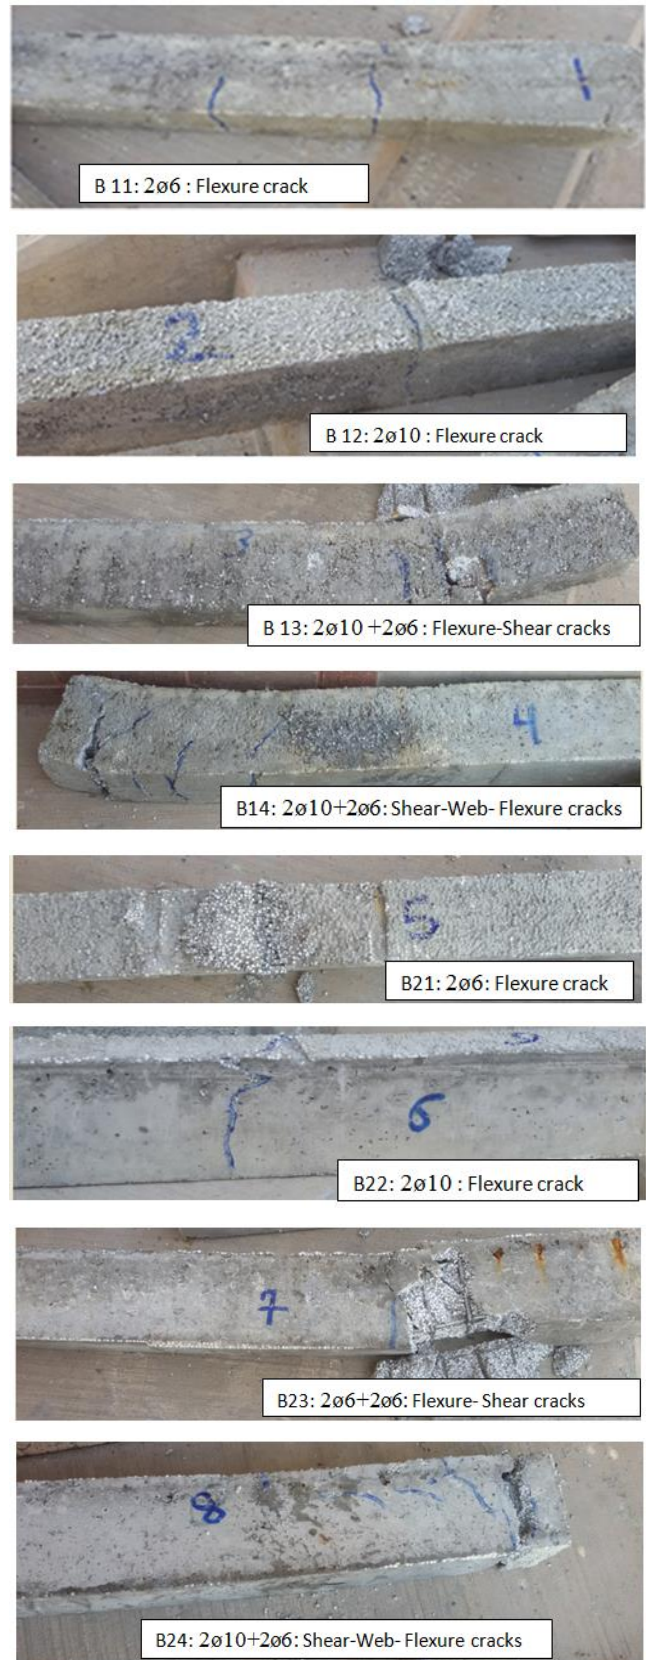 1
B 11: 2ø6 : Flexure crack
2
B 12: 2ø10 : Flexure crack
3
B 13: 2ø10 +2ø6 : Flexure-Shear cracks
4
B14: 2ø10+2ø6: Shear-Web- Flexure cracks
5
B21: 2ø6: Flexure crack
6
B22: 2ø10 : Flexure crack
7
B23: 2ø6+2ø6: Flexure- Shear cracks
8
B24: 2ø10+2ø6: Shear-Web- Flexure cracks